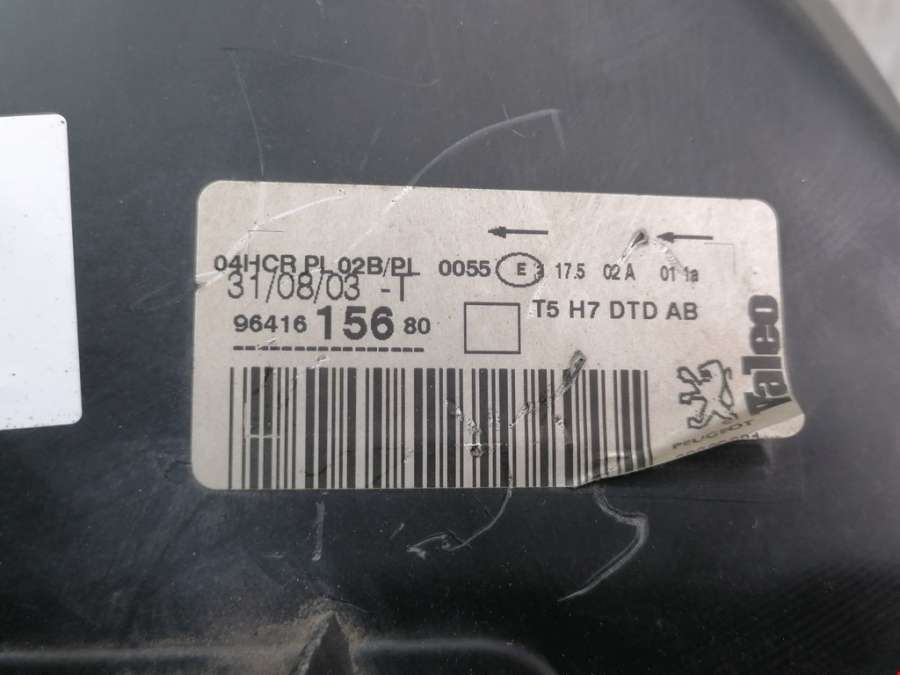 04HCR PL 02B/PL 0055 E 17.5 02 A 01 1a
31/08/03 -T
96416 156 80
T5 H7 DTD AB
Valeo
PEUGEOT